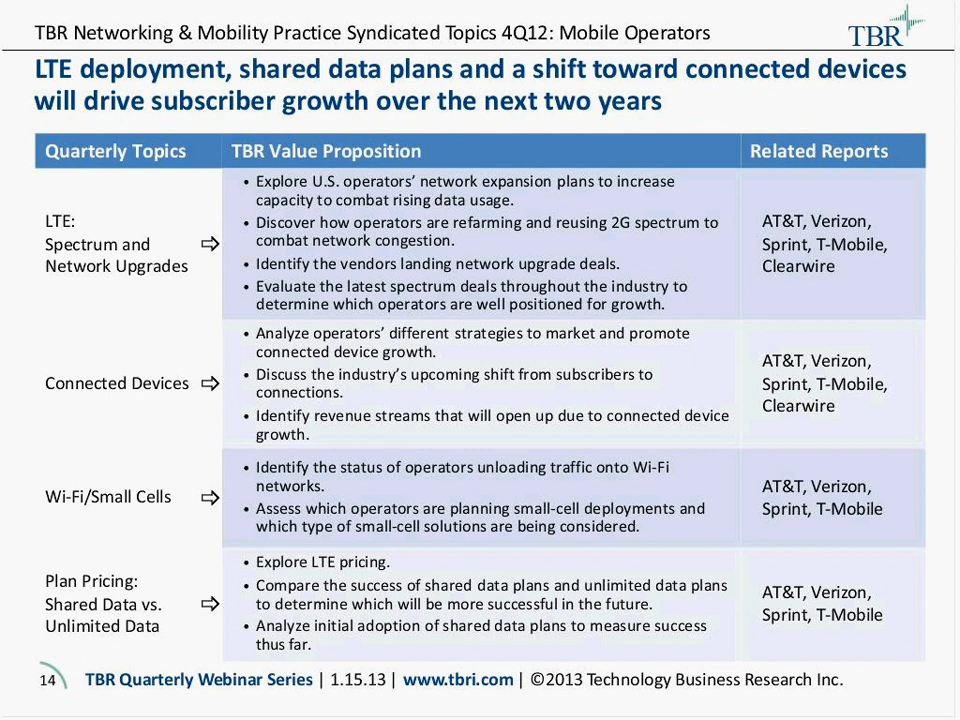 TBR Networking & Mobility Practice Syndicated Topics 4Q12: Mobile Operators
TBR
LTE deployment, shared data plans and a shift toward connected devices
will drive subscriber growth over the next two years
Quarterly Topics
TBR Value Proposition
Related Reports
LTE:
Spectrum and
Network Upgrades
• Explore U.S. operators’ network expansion plans to increase
capacity to combat rising data usage.
• Discover how operators are refarming and reusing 2G spectrum to
combat network congestion.
• Identify the vendors landing network upgrade deals.
• Evaluate the latest spectrum deals throughout the industry to
determine which operators are well positioned for growth.
AT&T, Verizon,
Sprint, T-Mobile,
Clearwire
Connected Devices
• Analyze operators’ different strategies to market and promote
connected device growth.
• Discuss the industry’s upcoming shift from subscribers to
connections.
• Identify revenue streams that will open up due to connected device
growth.
AT&T, Verizon,
Sprint, T-Mobile,
Clearwire
Wi-Fi/Small Cells
• Identify the status of operators unloading traffic onto Wi-Fi
networks.
• Assess which operators are planning small-cell deployments and
which type of small-cell solutions are being considered.
AT&T, Verizon,
Sprint, T-Mobile
Plan Pricing:
Shared Data vs.
Unlimited Data
• Explore LTE pricing.
• Compare the success of shared data plans and unlimited data plans
to determine which will be more successful in the future.
• Analyze initial adoption of shared data plans to measure success
thus far.
AT&T, Verizon,
Sprint, T-Mobile
14 TBR Quarterly Webinar Series | 1.15.13 | www.tbri.com | ©2013 Technology Business Research Inc.